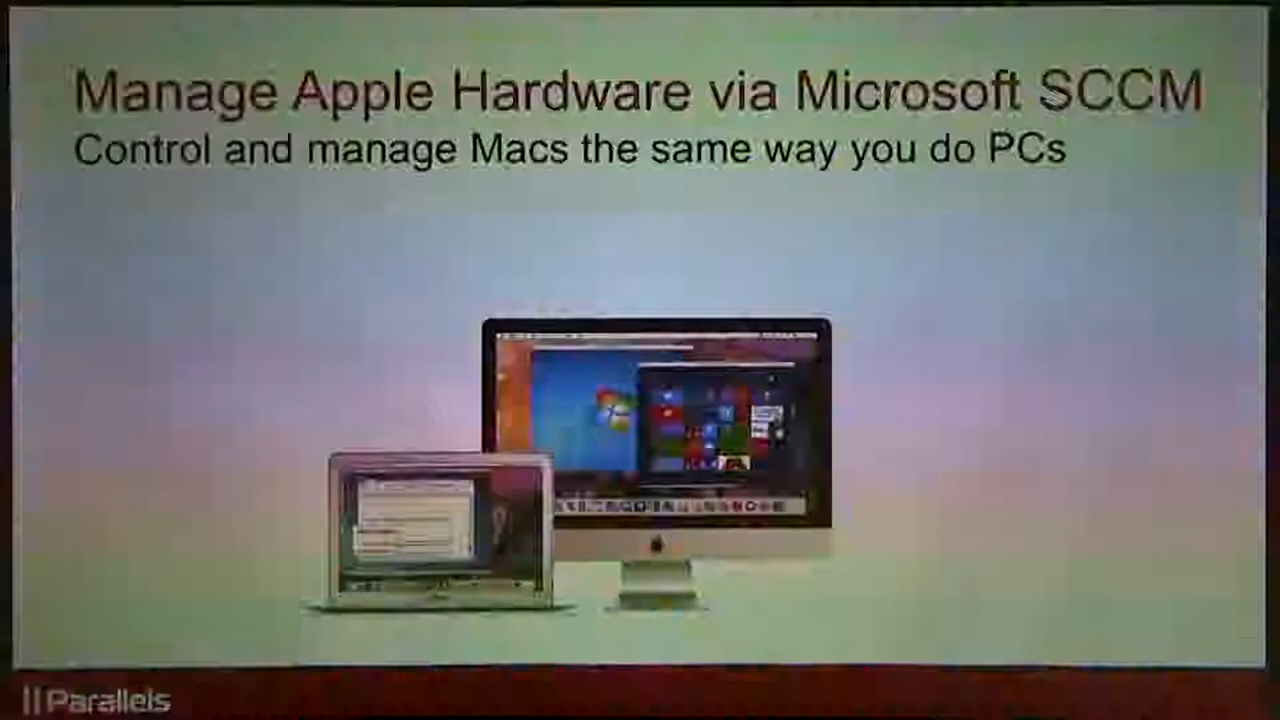 Manage Apple Hardware via Microsoft SCCM
Control and manage Macs the same way you do PCs
Parallels